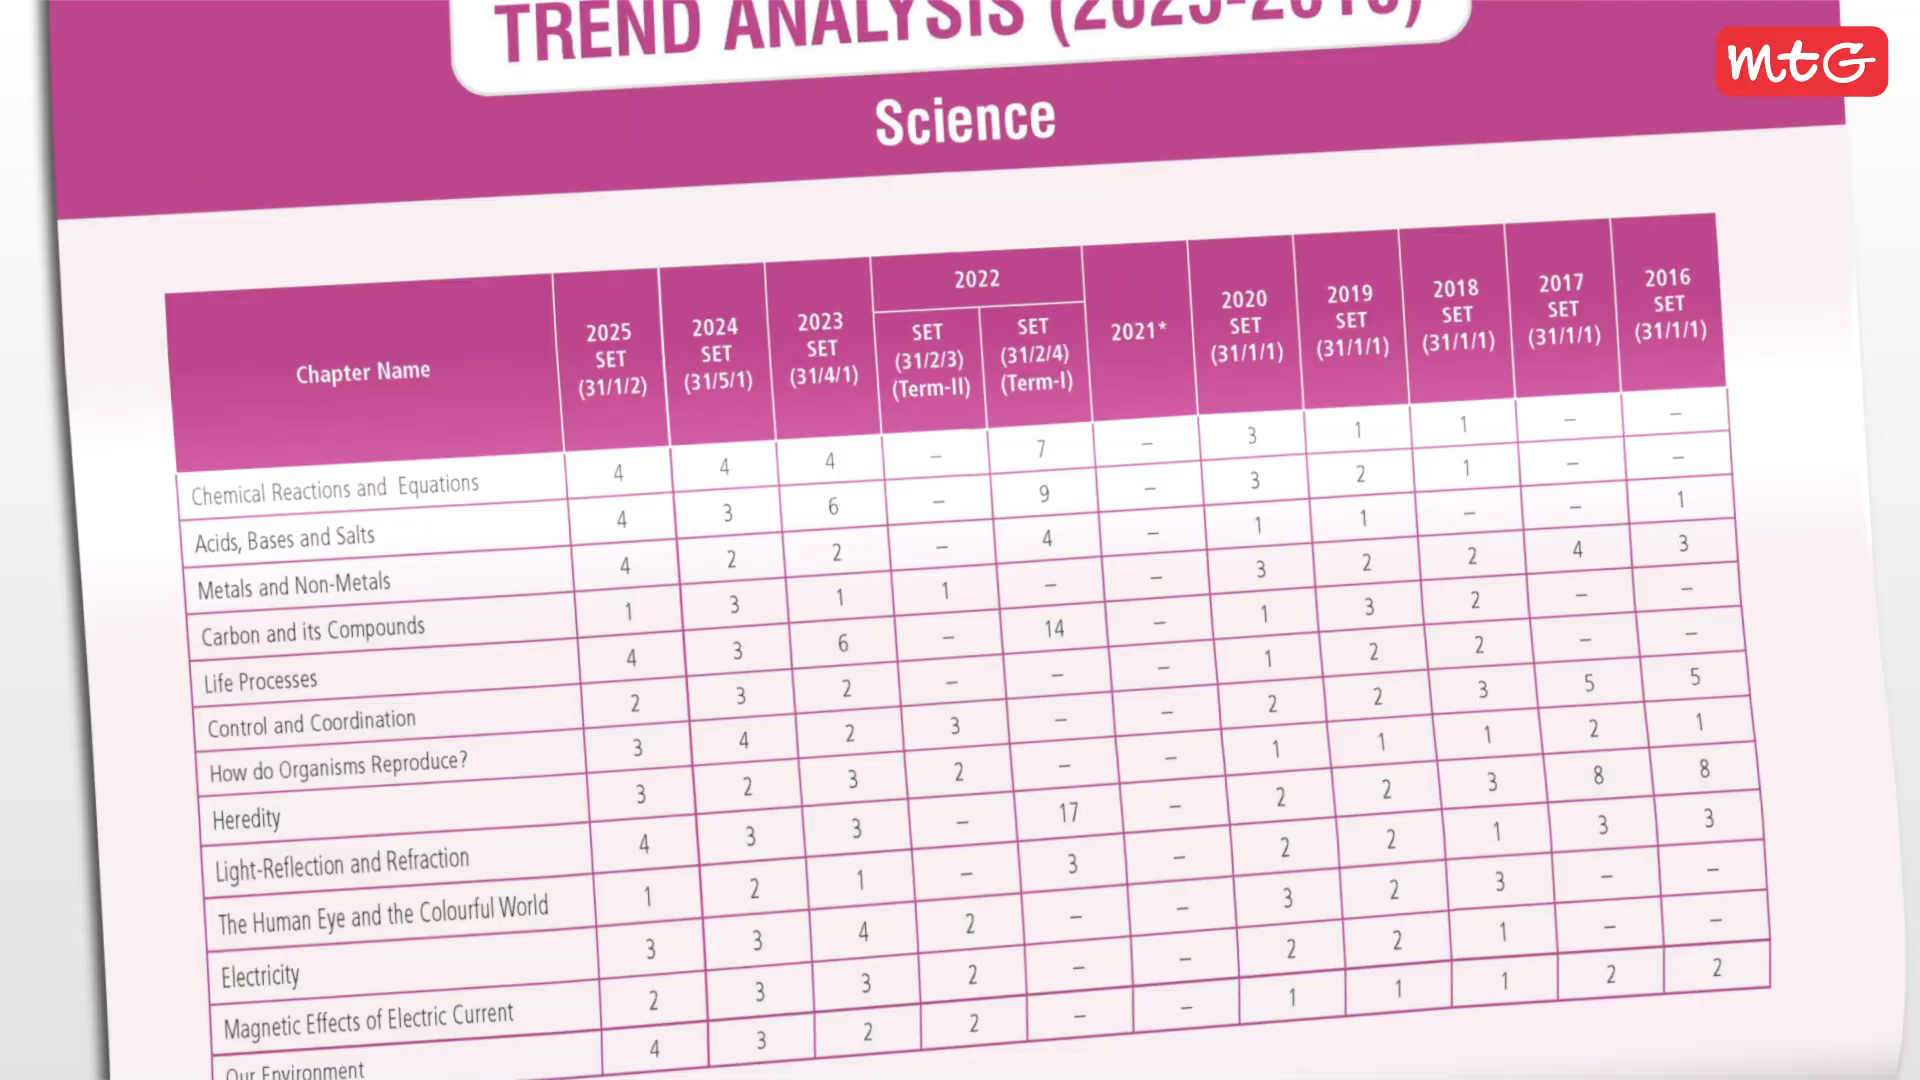 TREND ANALYSIS (2025-2016)
mtG
Science
Chapter Name 2025 SET (31/1/2) 2024 SET (31/5/1) 2023 SET (31/4/1) 2022 SET (31/2/3) (Term-II) SET (31/2/4) (Term-I) 2021* 2020 SET (31/1/1) 2019 SET (31/1/1) 2018 SET (31/1/1) 2017 SET (31/1/1) 2016 SET (31/1/1)
Chemical Reactions and Equations 4 4 4 – 7 – 3 1 1 – –
Acids, Bases and Salts 4 3 6 – 9 – 3 2 1 – –
Metals and Non-Metals 4 2 2 – 4 – 1 1 – – 1
Carbon and its Compounds 1 3 1 1 – – 3 2 2 4 3
Life Processes 4 3 6 – 14 – 1 3 2 – –
Control and Coordination 2 3 2 – – – 1 2 2 – –
How do Organisms Reproduce? 3 4 2 3 – – 2 2 3 5 5
Heredity 3 2 3 2 – – 1 1 1 2 1
Light-Reflection and Refraction 4 3 3 – 17 – 2 2 3 8 8
The Human Eye and the Colourful World 1 2 1 – 3 – 2 2 1 3 3
Electricity 3 3 4 2 – – 3 2 3 – –
Magnetic Effects of Electric Current 2 3 3 2 – – 2 2 1 – –
Our Environment 4 3 2 2 – – 1 1 1 2 2